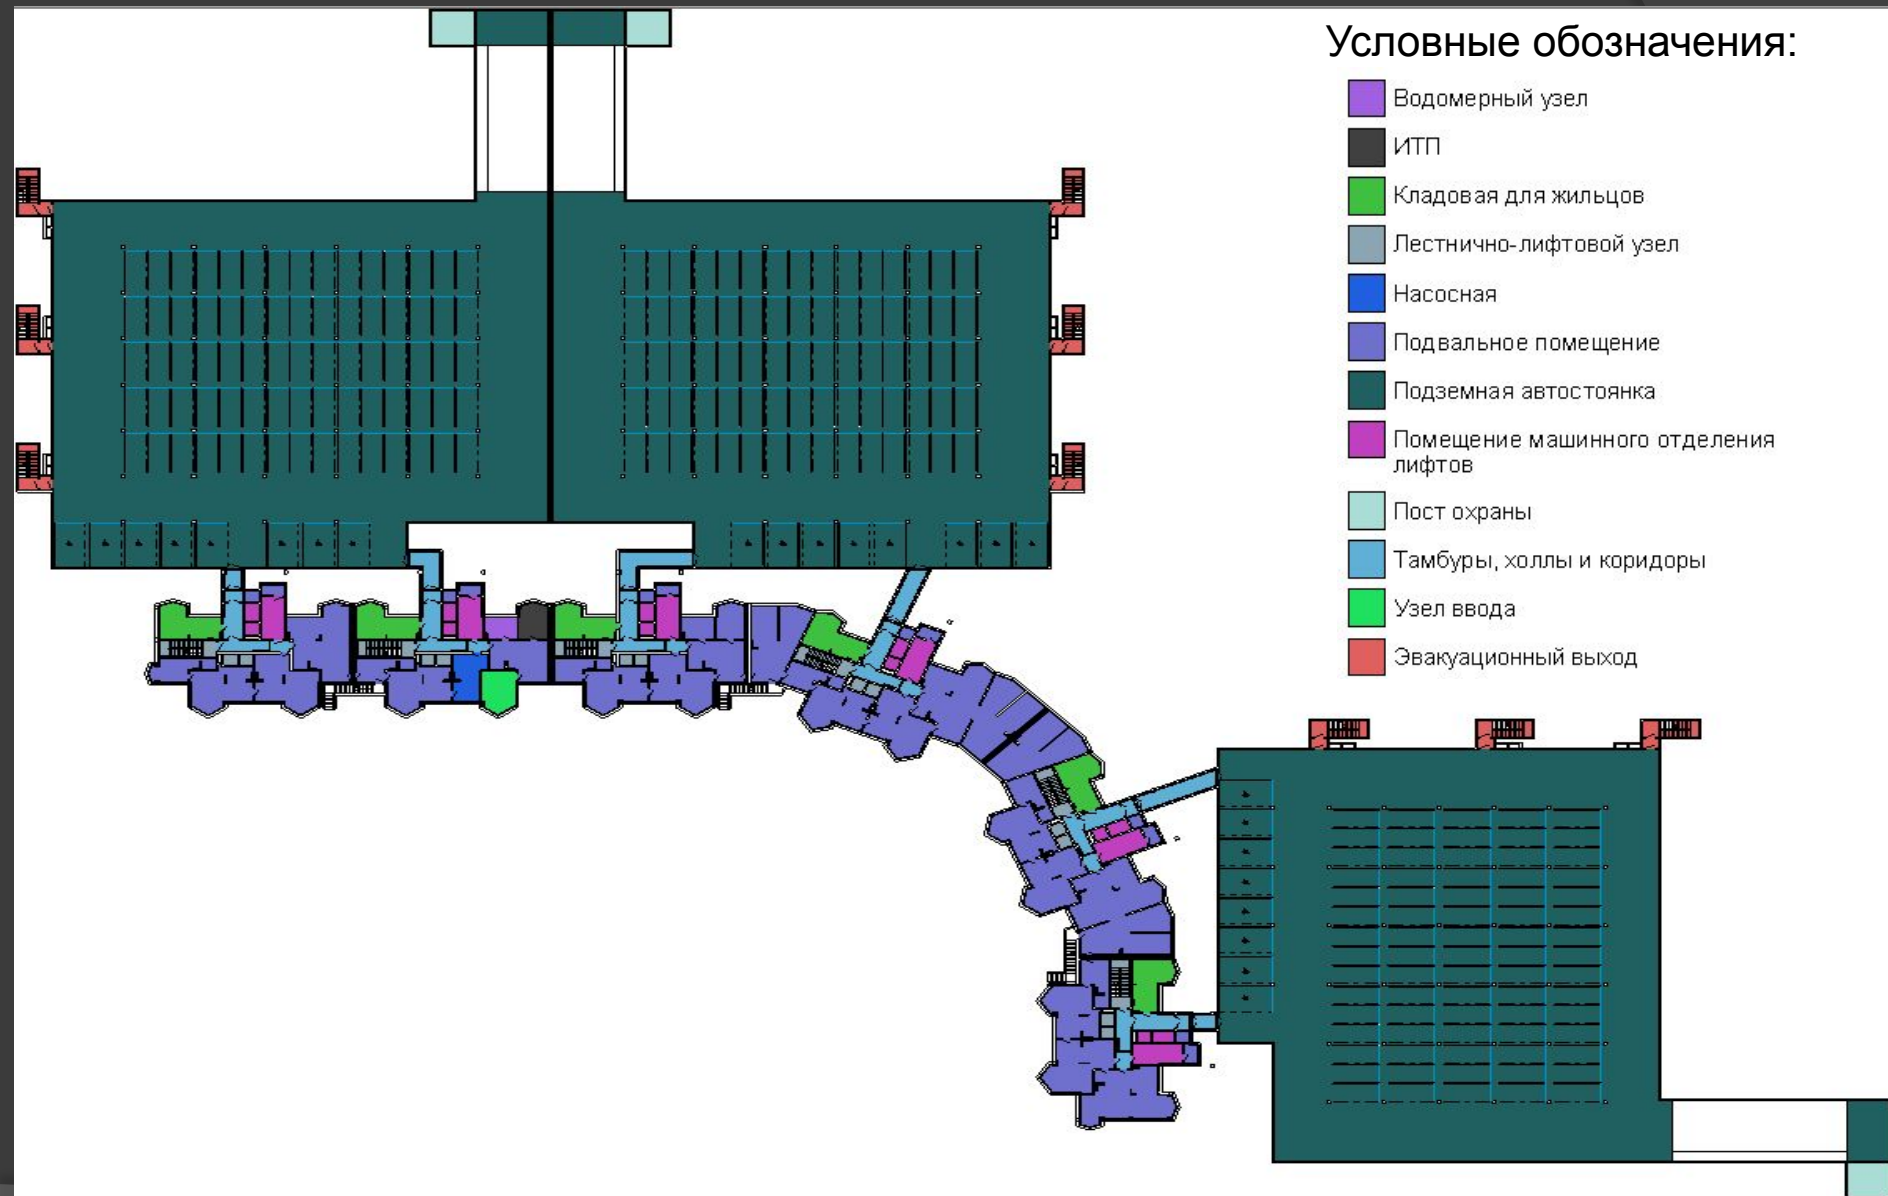 Условные обозначения:
Водомерный узел
ИТП
Кладовая для жильцов
Лестнично-лифтовой узел
Насосная
Подвальное помещение
Подземная автостоянка
Помещение машинного отделения
лифтов
Пост охраны
Тамбуры, холлы и коридоры
Узел ввода
Эвакуационный выход